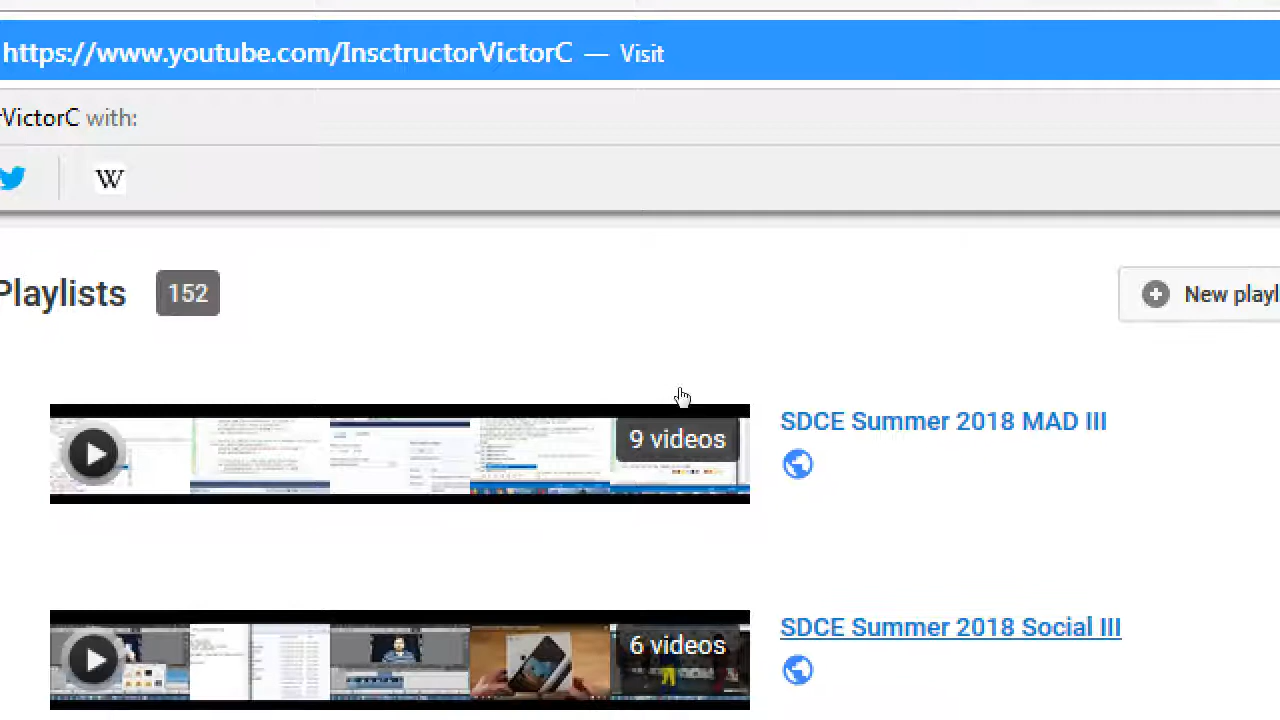 https://www.youtube.com/InsctructorVictorC — Visit
VictorC with:
W
Playlists 152
New playl
9 videos
SDCE Summer 2018 MAD III
6 videos
SDCE Summer 2018 Social III